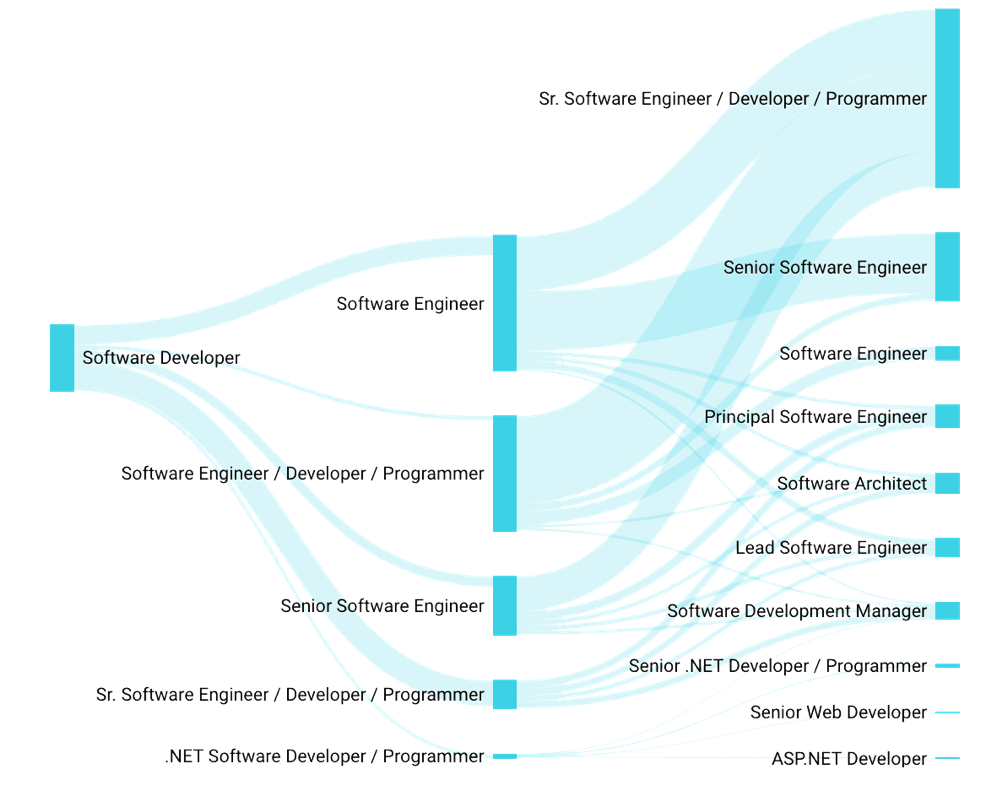 Sr. Software Engineer / Developer / Programmer
Senior Software Engineer
Software Engineer
Software Developer
Software Engineer
Principal Software Engineer
Software Engineer / Developer / Programmer
Software Architect
Lead Software Engineer
Senior Software Engineer
Software Development Manager
Senior .NET Developer / Programmer
Sr. Software Engineer / Developer / Programmer
Senior Web Developer
.NET Software Developer / Programmer
ASP.NET Developer